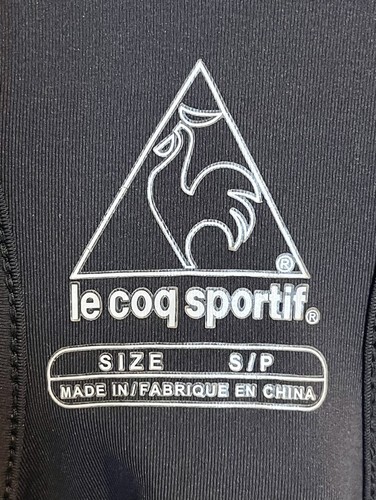 ®
le coq sportif®
SIZE S/P
MADE IN/FABRIQUE EN CHINA